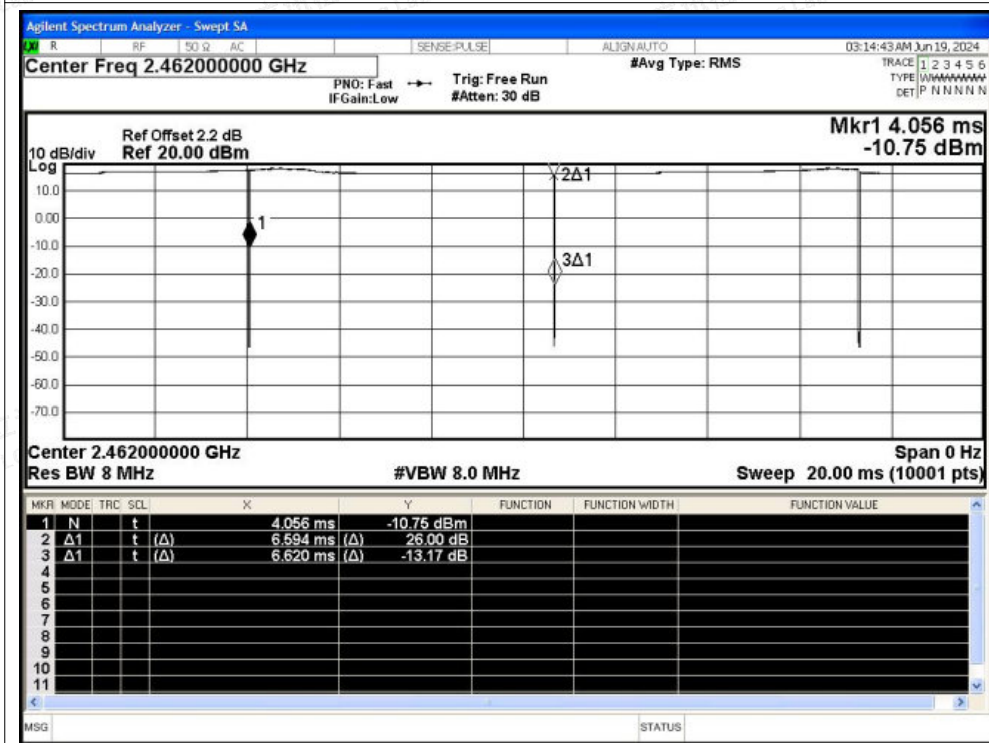 Agilent Spectrum Analyzer - Swept SA
LXI R RF 50 Ω AC SENSE:PULSE ALIGN AUTO 03:14:43 AM Jun 19, 2024
Center Freq 2.462000000 GHz #Avg Type: RMS TRACE 1 2 3 4 5 6
PNO: Fast Trig: Free Run TYPE WWWWWW
IFGain:Low #Atten: 30 dB DET P N N N N N
Mkr1 4.056 ms
Ref Offset 2.2 dB
10 dB/div Ref 20.00 dBm -10.75 dBm
Log
2Δ1
10.0
0.00
1
-10.0
3Δ1
-20.0
-30.0
-40.0
-50.0
-60.0
-70.0
Center 2.462000000 GHz Span 0 Hz
Res BW 8 MHz #VBW 8.0 MHz Sweep 20.00 ms (10001 pts)
MKR MODE TRC SCL X Y FUNCTION FUNCTION WIDTH FUNCTION VALUE
1 N t 4.056 ms -10.75 dBm
2 Δ1 t (Δ) 6.594 ms (Δ) 26.00 dB
3 Δ1 t (Δ) 6.620 ms (Δ) -13.17 dB
4
5
6
7
8
9
10
11
MSG STATUS